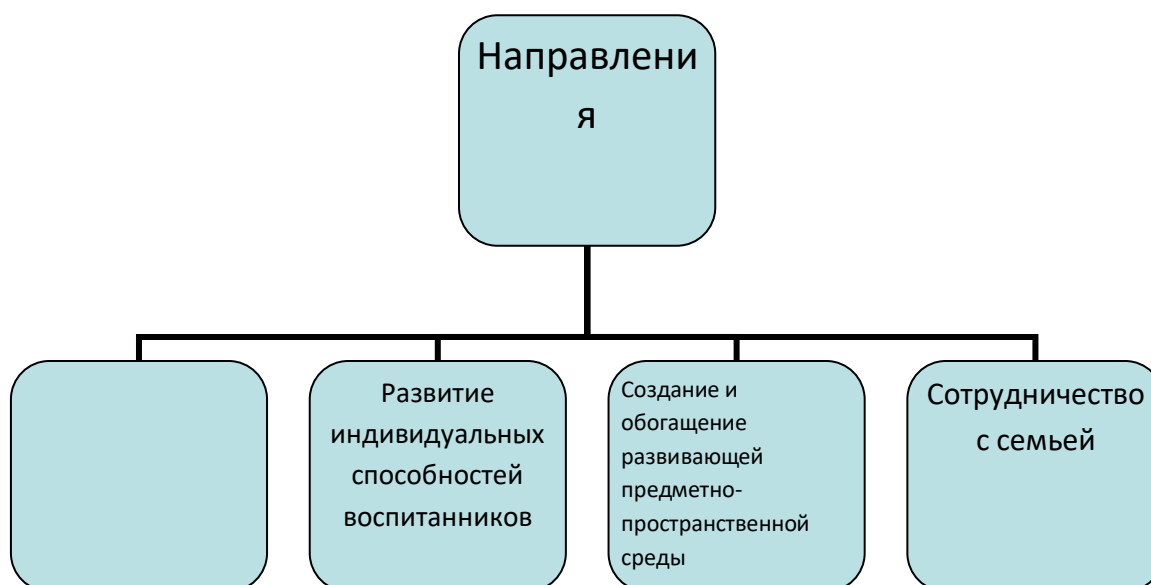 Направлени
я
Развитие
индивидуальных
способностей
воспитанников
Создание и
обогащение
развивающей
предметно-
пространственной
среды
Сотрудничество
с семьей